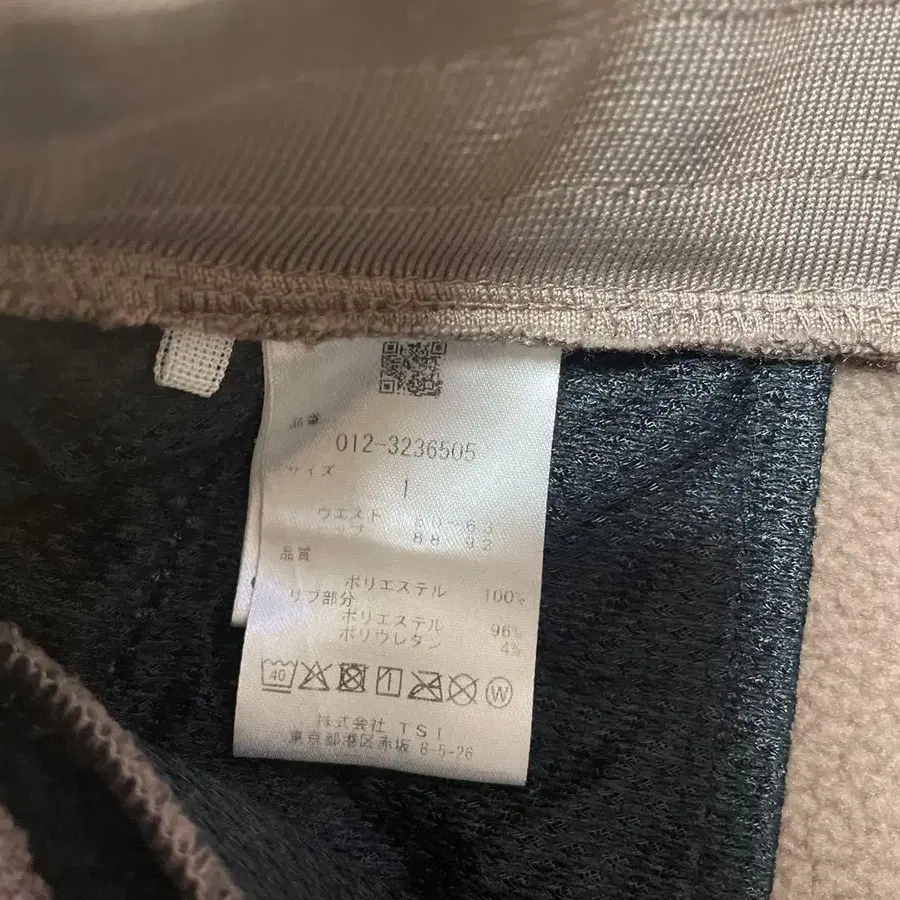 品番
012-3236505
サイズ
1
ウエスト 60-63
ヒップ 88 92
品質
ポリエステル 100%
リブ部分
ポリエステル 96%
ポリウレタン 4%
40 1 W
株式会社 TSI
東京都港区赤坂 8-5-26